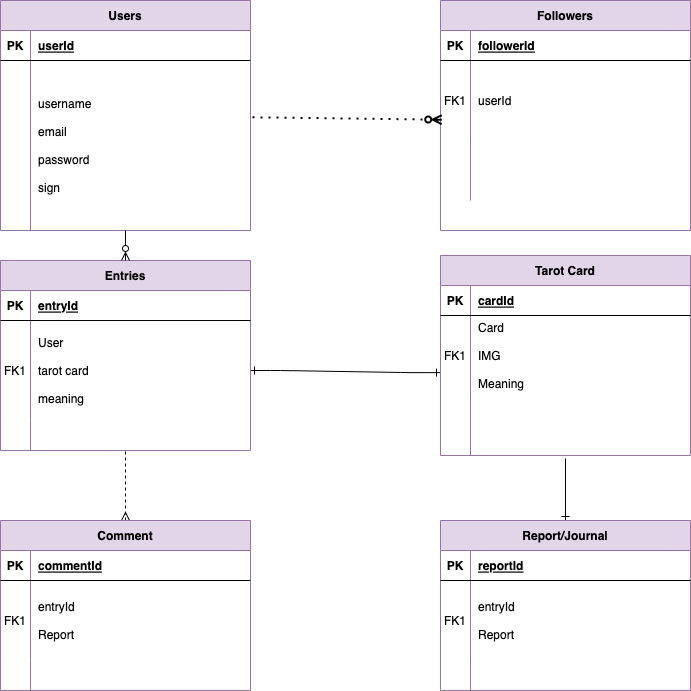 Users
PK userId
username
email
password
sign
Followers
PK followerId
FK1 userId
Entries
PK entryId
User
FK1 tarot card
meaning
Tarot Card
PK cardId
Card
FK1 IMG
Meaning
Comment
PK commentId
entryId
FK1
Report
Report/Journal
PK reportId
entryId
FK1
Report